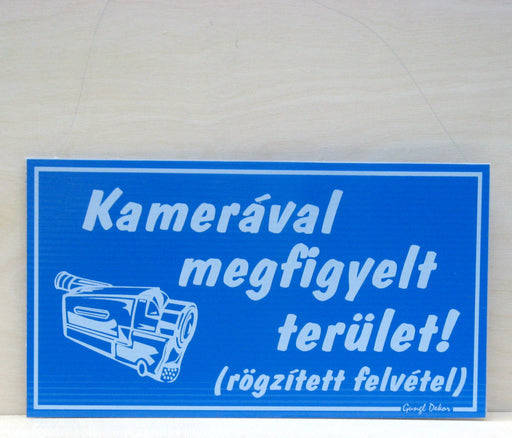 Kamerával
megfigyelt
terület!
(rögzített felvétel)
Gungl Dekor